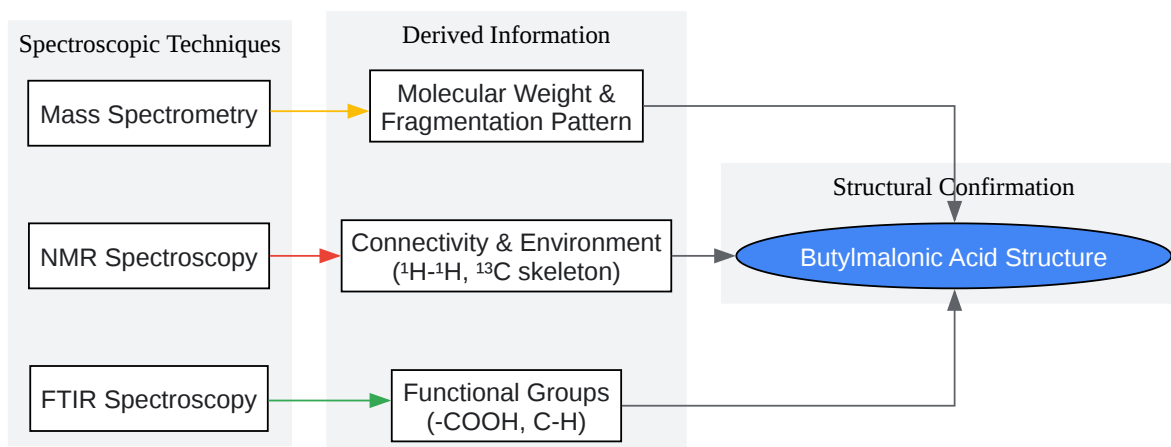 Spectroscopic Techniques
Derived Information
Mass Spectrometry
Molecular Weight &
Fragmentation Pattern
Structural Confirmation
NMR Spectroscopy
Connectivity & Environment
(¹H-¹H, ¹³C skeleton)
Butylmalonic Acid Structure
FTIR Spectroscopy
Functional Groups
(-COOH, C-H)